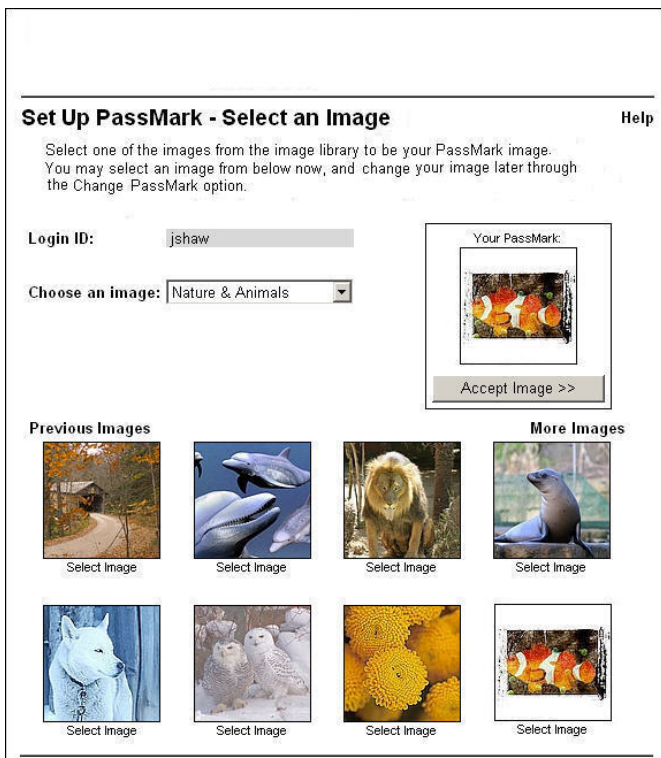 Set Up PassMark - Select an Image
Help
Select one of the images from the image library to be your PassMark image.
You may select an image from below now, and change your image later through
the Change PassMark option.
Login ID: jshaw
Your PassMark:
Choose an image: Nature & Animals
Accept Image >>
Previous Images
More Images
Select Image Select Image Select Image Select Image
Select Image Select Image Select Image Select Image